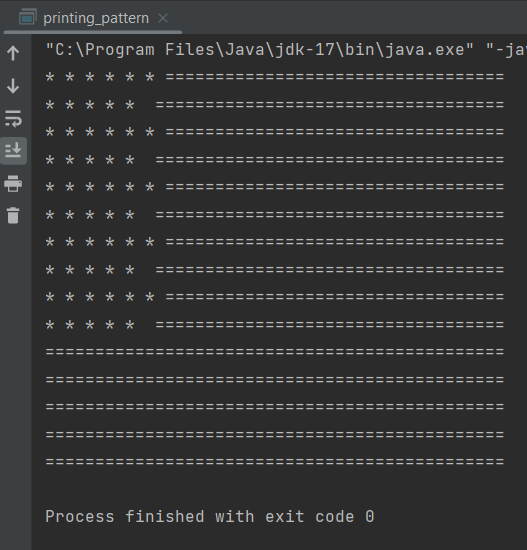 printing_pattern
"C:\Program Files\Java\jdk-17\bin\java.exe" "-jav
* * * * * * ==================================
* * * * *  ===================================
* * * * * * ==================================
* * * * *  ===================================
* * * * * * ==================================
* * * * *  ===================================
* * * * * * ==================================
* * * * *  ===================================
* * * * * * ==================================
* * * * *  ===================================
==============================================
==============================================
==============================================
==============================================
==============================================
Process finished with exit code 0